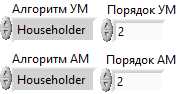 Алгоритм УМ Порядок УМ
Householder 2
Алгоритм АМ Порядок АМ
Householder 2